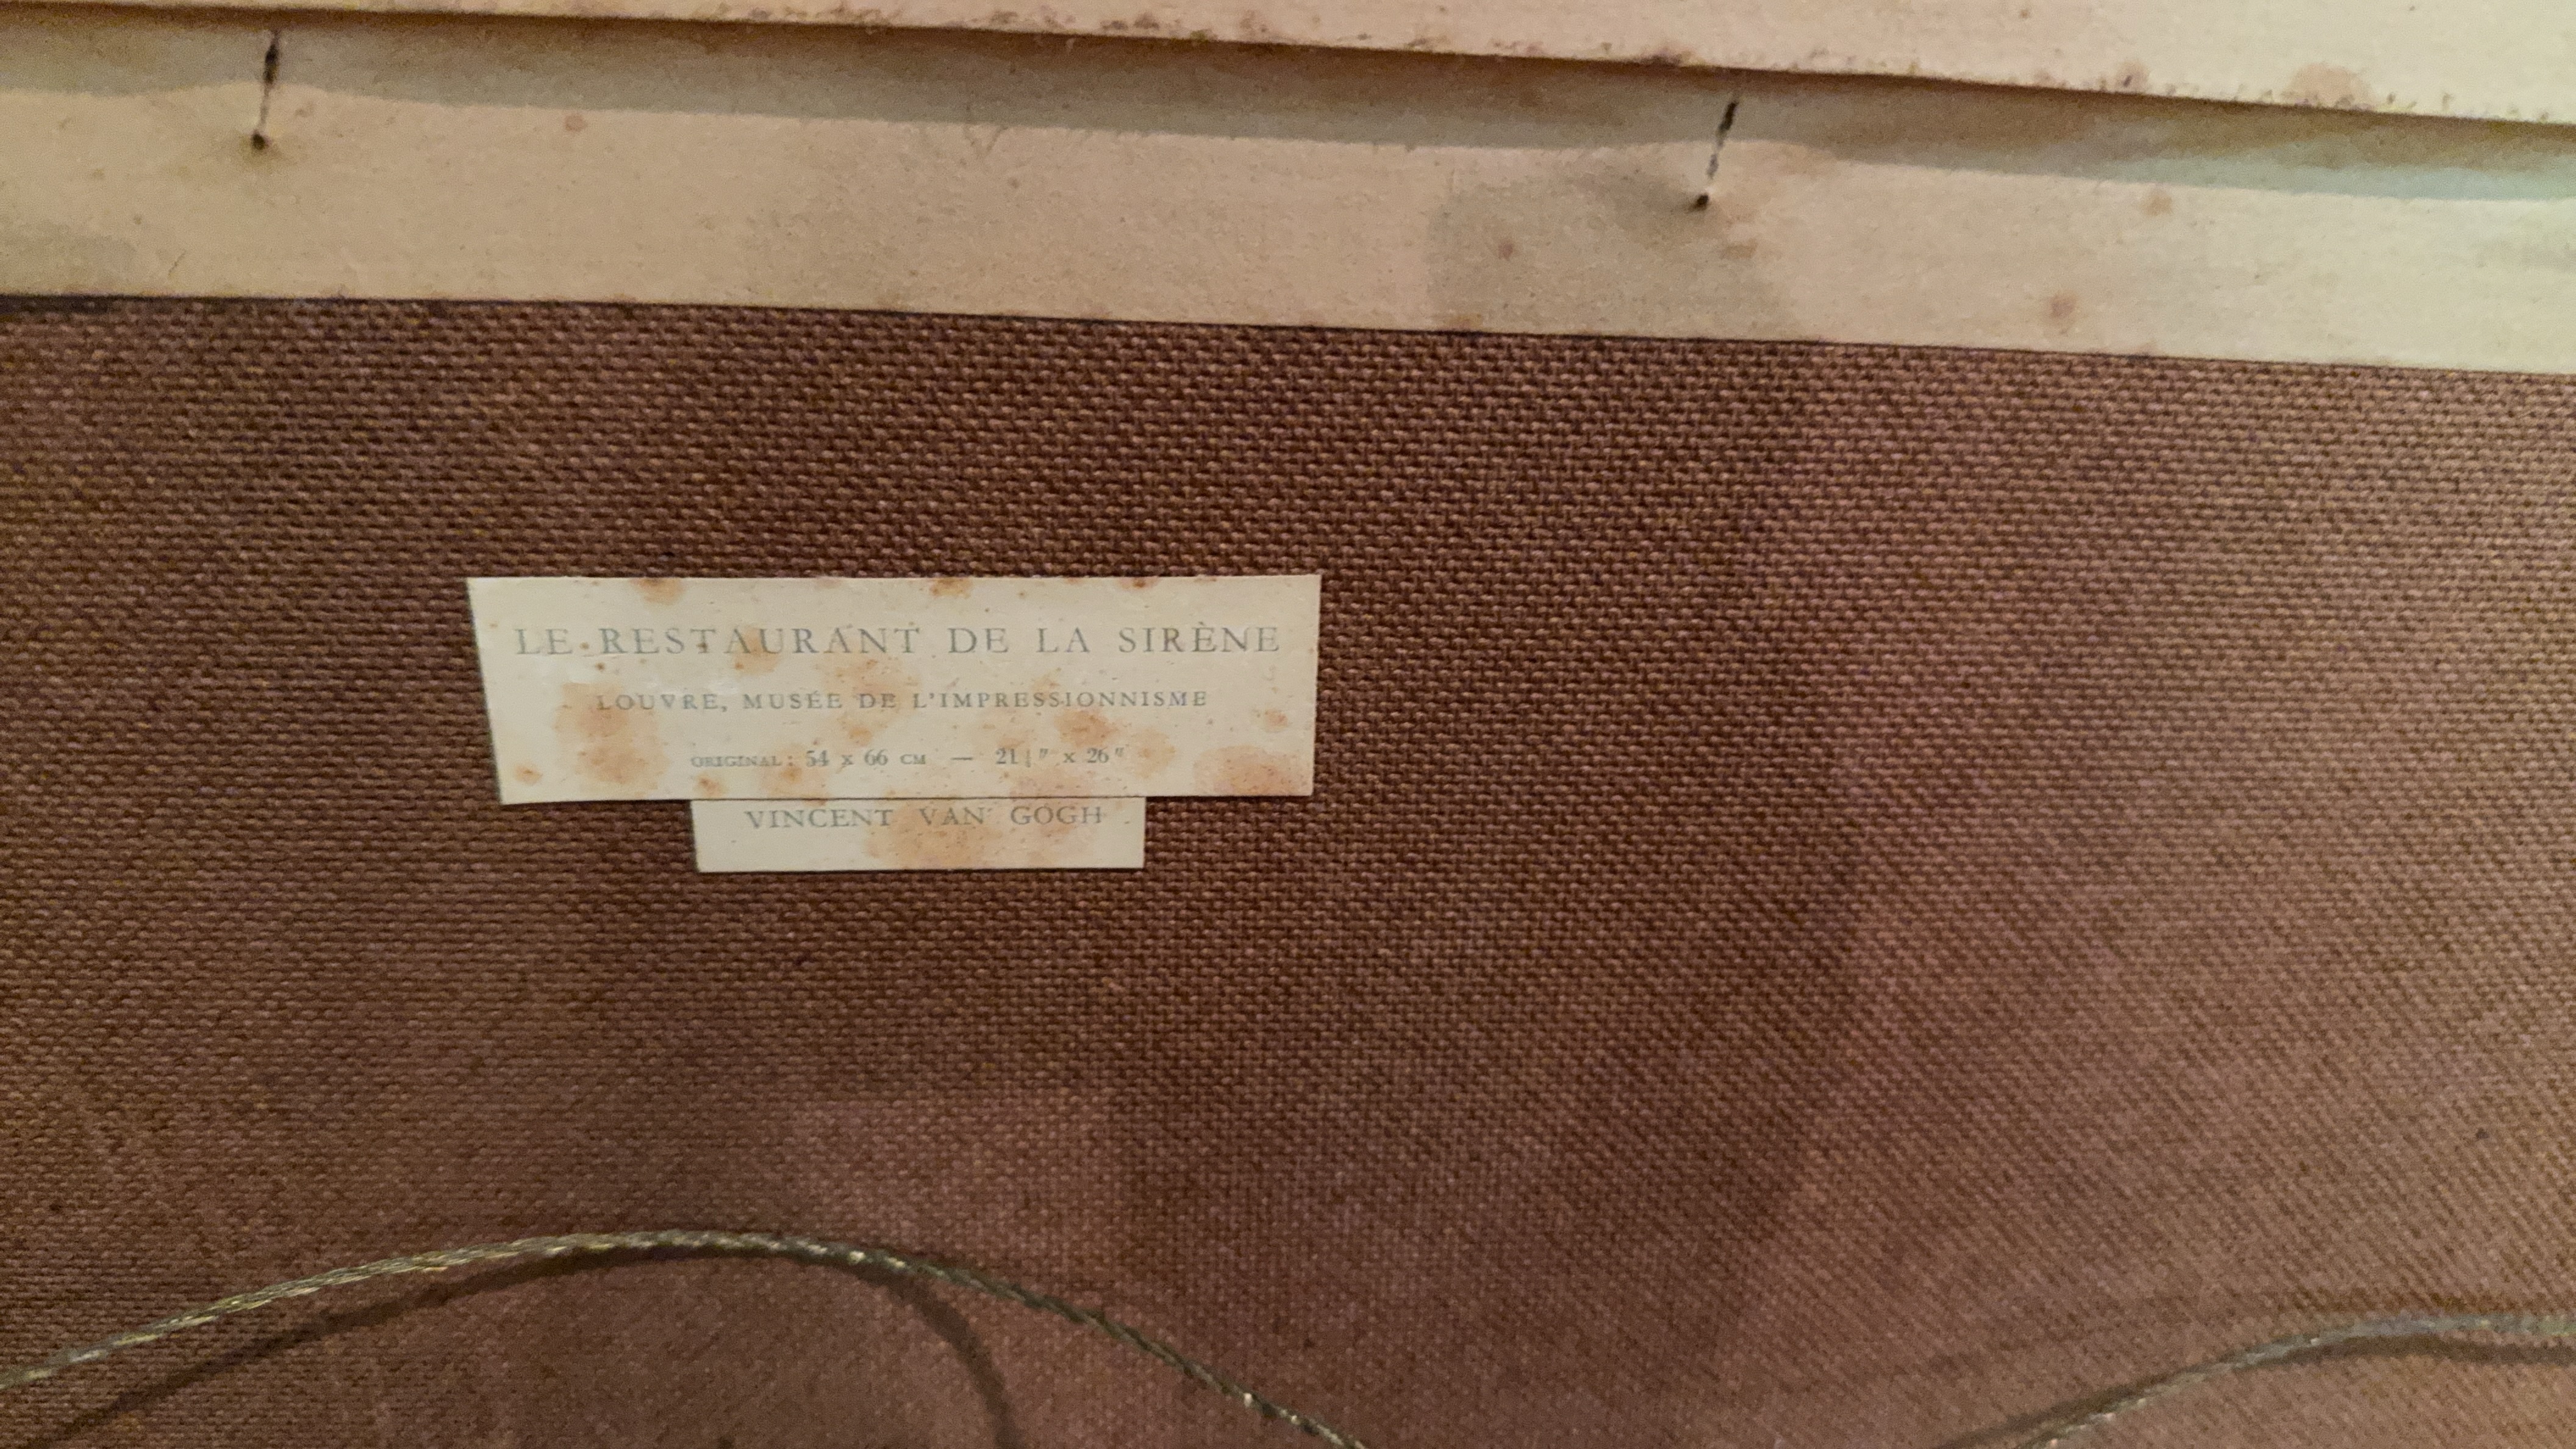 LE RESTAURANT DE LA SIRÈNE
LOUVRE, MUSÉE DE L'IMPRESSIONNISME
ORIGINAL: 54 x 66 CM — 21¼" x 26"
VINCENT VAN GOGH